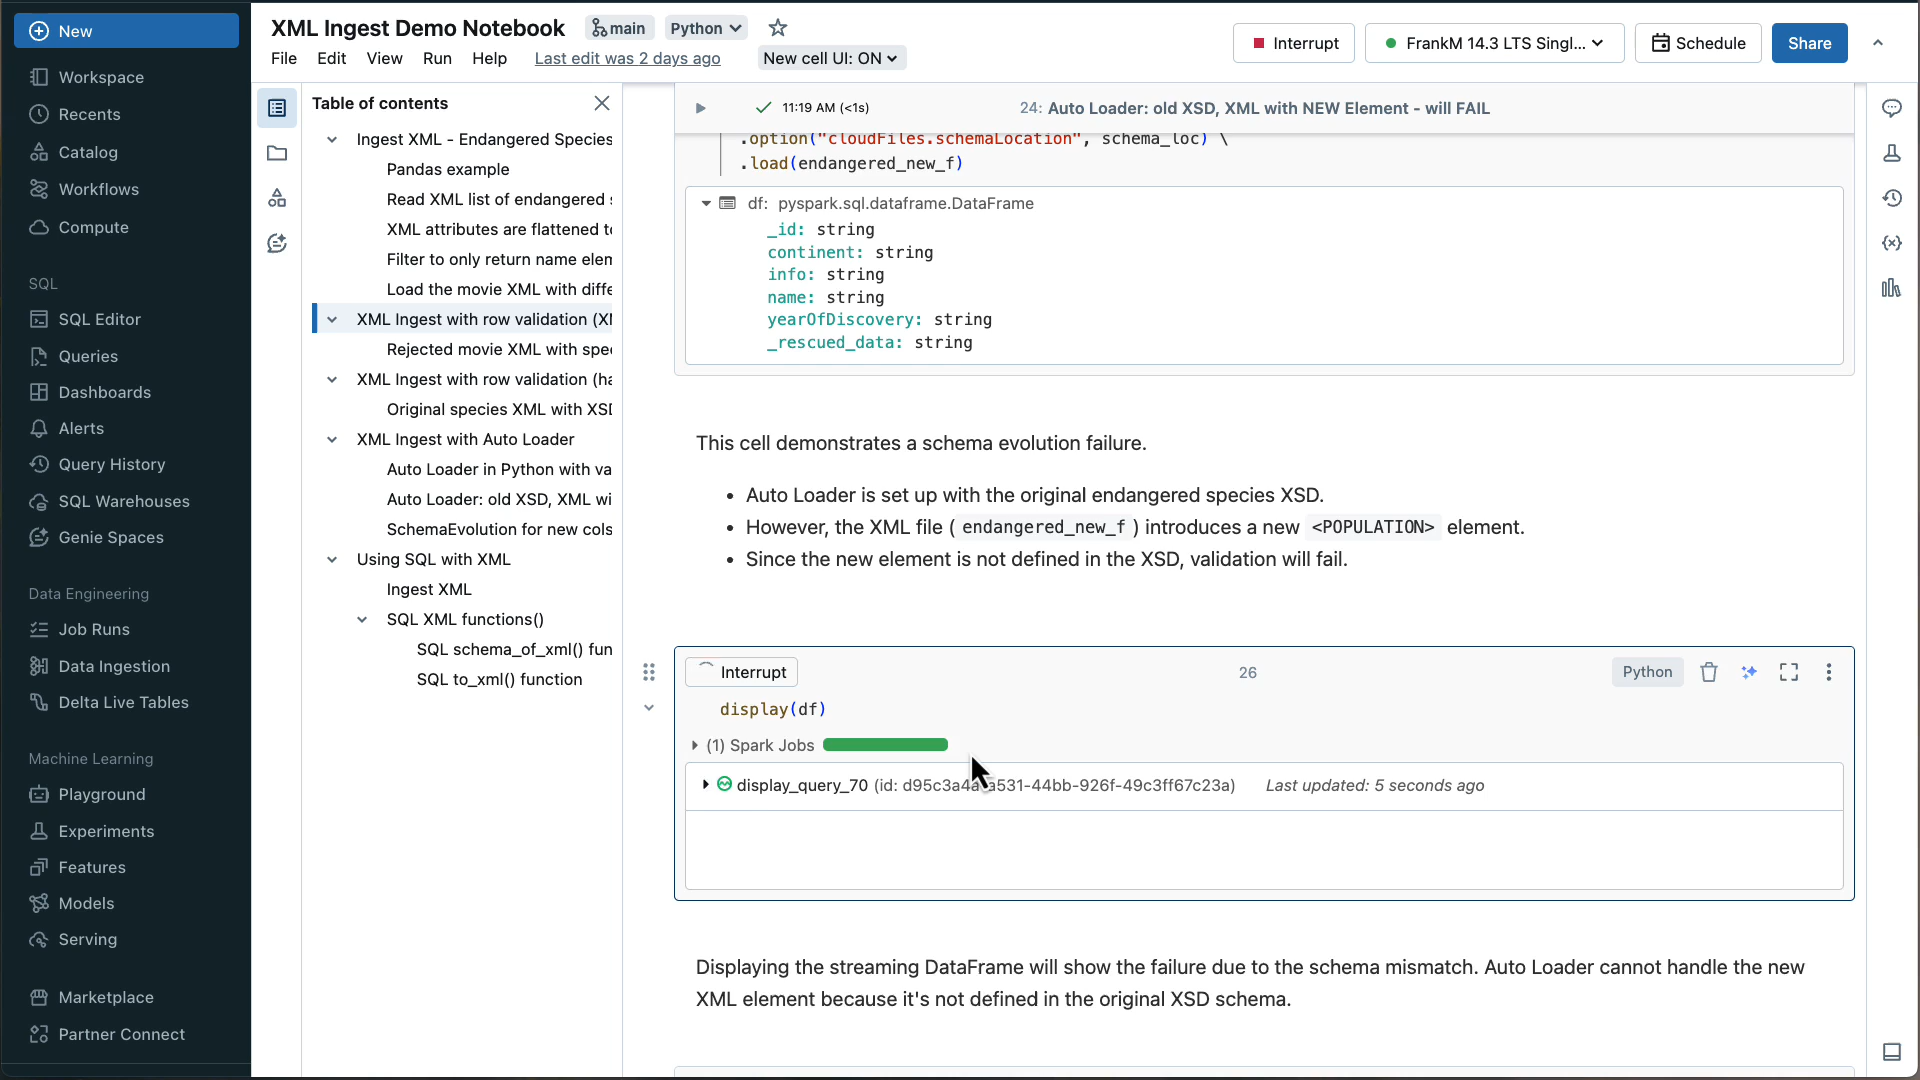 New
Workspace
Recents
Catalog
Workflows
Compute
SQL
SQL Editor
Queries
Dashboards
Alerts
Query History
SQL Warehouses
Genie Spaces
Data Engineering
Job Runs
Data Ingestion
Delta Live Tables
Machine Learning
Playground
Experiments
Features
Models
Serving
Marketplace
Partner Connect
XML Ingest Demo Notebook
main
Python
File Edit View Run Help
Last edit was 2 days ago
New cell UI: ON
Interrupt
FrankM 14.3 LTS Singl...
Schedule
Share
Table of contents
Ingest XML - Endangered Species
Pandas example
Read XML list of endangered
XML attributes are flattened
Filter to only return name
Load the movie XML with
XML Ingest with row validation
Rejected movie XML with
XML Ingest with row validation
Original species XML with
XML Ingest with Auto Loader
Auto Loader in Python with
Auto Loader: old XSD, XML
SchemaEvolution for new cols
Using SQL with XML
Ingest XML
SQL XML functions()
SQL schema_of_xml()
SQL to_xml() function
11:19 AM (<1s)
24: Auto Loader: old XSD, XML with NEW Element - will FAIL
.option("cloudFiles.schemaLocation", schema_loc) \
.load(endangered_new_f)
df: pyspark.sql.dataframe.DataFrame
_id: string
continent: string
info: string
name: string
yearOfDiscovery: string
_rescued_data: string
This cell demonstrates a schema evolution failure.
• Auto Loader is set up with the original endangered species XSD.
• However, the XML file ( endangered_new_f ) introduces a new <POPULATION> element.
• Since the new element is not defined in the XSD, validation will fail.
Interrupt
26
Python
display(df)
(1) Spark Jobs
display_query_70 (id: 531-44bb-926f-49c3ff67c23a) Last updated: 5 seconds ago
Displaying the streaming DataFrame will show the failure due to the schema mismatch. Auto Loader cannot handle the new
XML element because it's not defined in the original XSD schema.